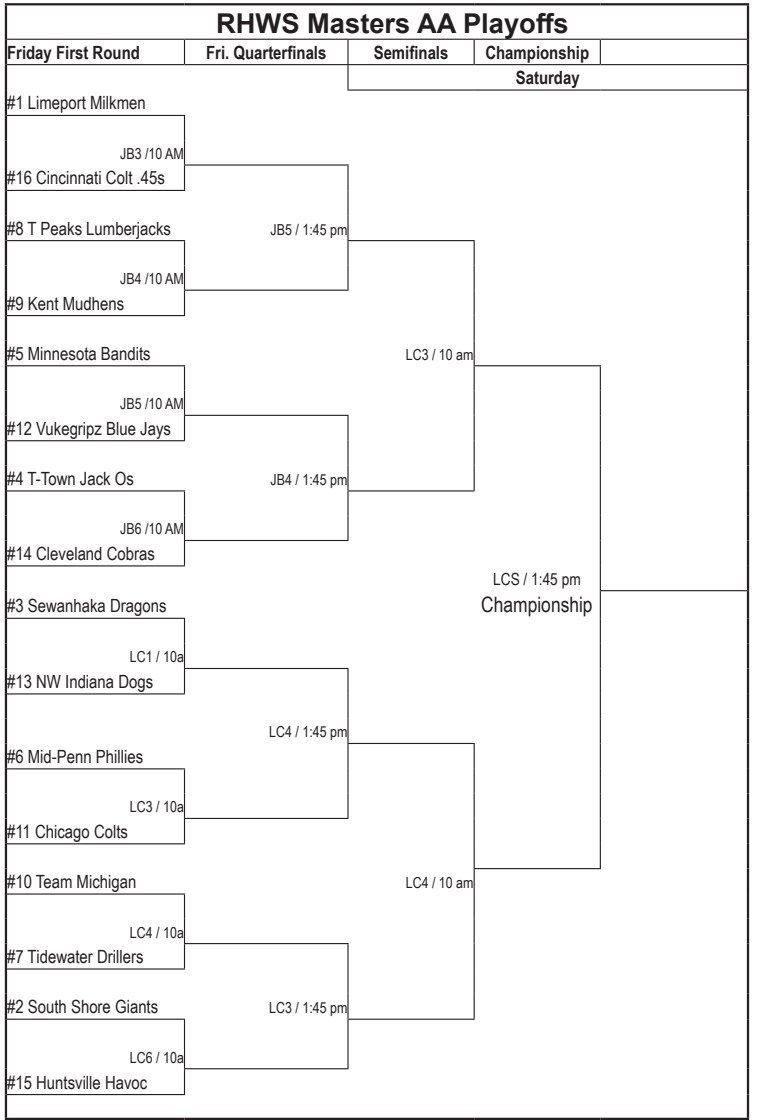 RHWS Masters AA Playoffs
Friday First Round Fri. Quarterfinals Semifinals Championship
Saturday
#1 Limeport Milkmen
JB3 /10 AM
#16 Cincinnati Colt .45s
#8 T Peaks Lumberjacks JB5 / 1:45 pm
JB4 /10 AM
#9 Kent Mudhens
#5 Minnesota Bandits LC3 / 10 am
JB5 /10 AM
#12 Vukegripz Blue Jays
#4 T-Town Jack Os JB4 / 1:45 pm
JB6 /10 AM
#14 Cleveland Cobras
LCS / 1:45 pm
#3 Sewanhaka Dragons Championship
LC1 / 10a
#13 NW Indiana Dogs
LC4 / 1:45 pm
#6 Mid-Penn Phillies
LC3 / 10a
#11 Chicago Colts
#10 Team Michigan LC4 / 10 am
LC4 / 10a
#7 Tidewater Drillers
#2 South Shore Giants LC3 / 1:45 pm
LC6 / 10a
#15 Huntsville Havoc